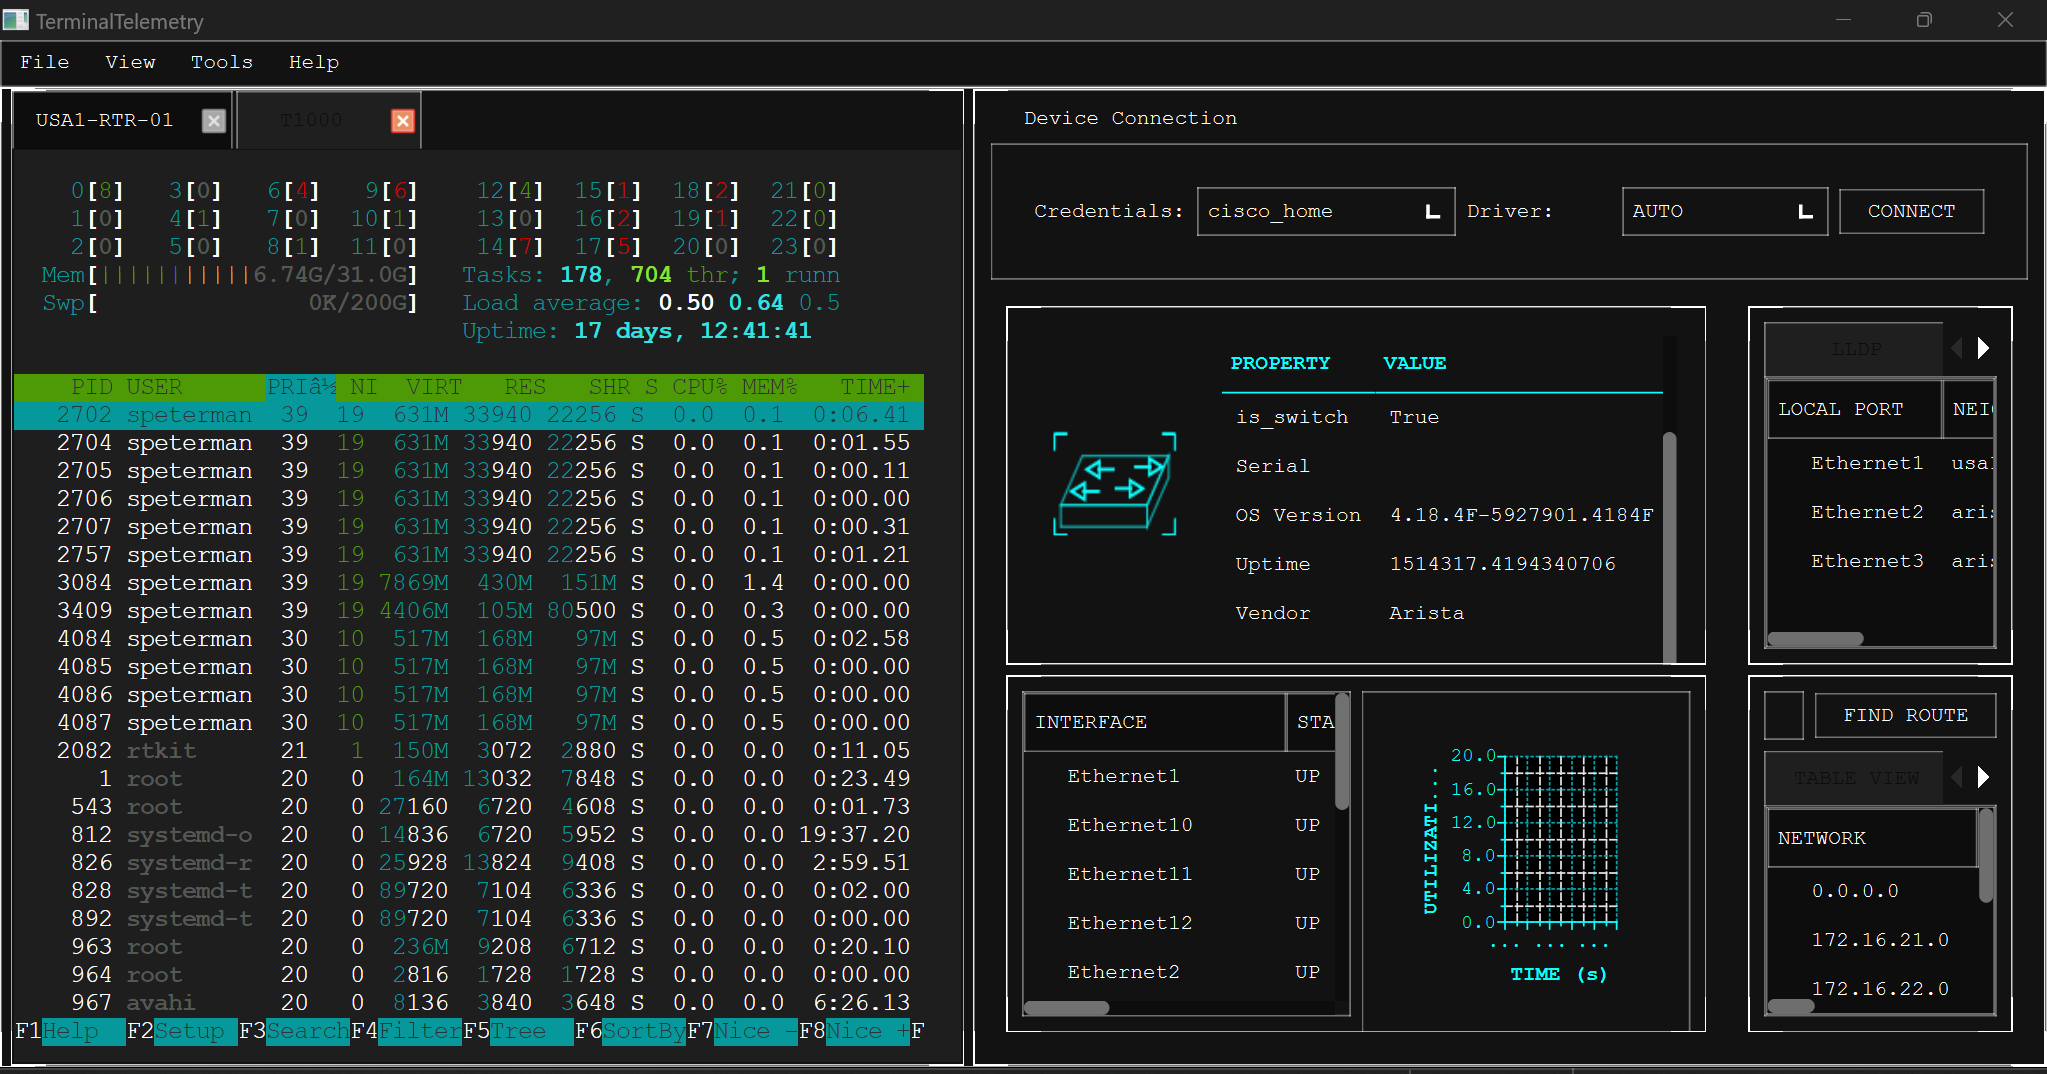 TerminalTelemetry
File View Tools Help
USA1-RTR-01 T1000
0[8] 3[0] 6[4] 9[6] 12[4] 15[1] 18[2] 21[0]
1[0] 4[1] 7[0] 10[1] 13[0] 16[2] 19[1] 22[0]
2[0] 5[0] 8[1] 11[0] 14[7] 17[5] 20[0] 23[0]
Mem[|||||||||||6.74G/31.0G] Tasks: 178, 704 thr; 1 runn
Swp[ 0K/200G] Load average: 0.50 0.64 0.5
Uptime: 17 days, 12:41:41
PID USER PRIâ½ NI VIRT RES SHR S CPU% MEM% TIME+
2702 speterman 39 19 631M 33940 22256 S 0.0 0.1 0:06.41
2704 speterman 39 19 631M 33940 22256 S 0.0 0.1 0:01.55
2705 speterman 39 19 631M 33940 22256 S 0.0 0.1 0:00.11
2706 speterman 39 19 631M 33940 22256 S 0.0 0.1 0:00.00
2707 speterman 39 19 631M 33940 22256 S 0.0 0.1 0:00.31
2757 speterman 39 19 631M 33940 22256 S 0.0 0.1 0:01.21
3084 speterman 39 19 7869M 430M 151M S 0.0 1.4 0:00.00
3409 speterman 39 19 4406M 105M 80500 S 0.0 0.3 0:00.00
4084 speterman 30 10 517M 168M 97M S 0.0 0.5 0:02.58
4085 speterman 30 10 517M 168M 97M S 0.0 0.5 0:00.00
4086 speterman 30 10 517M 168M 97M S 0.0 0.5 0:00.00
4087 speterman 30 10 517M 168M 97M S 0.0 0.5 0:00.00
2082 rtkit 21 1 150M 3072 2880 S 0.0 0.0 0:11.05
1 root 20 0 164M 13032 7848 S 0.0 0.0 0:23.49
543 root 20 0 27160 6720 4608 S 0.0 0.0 0:01.73
812 systemd-o 20 0 14836 6720 5952 S 0.0 0.0 19:37.20
826 systemd-r 20 0 25928 13824 9408 S 0.0 0.0 2:59.51
828 systemd-t 20 0 89720 7104 6336 S 0.0 0.0 0:02.00
892 systemd-t 20 0 89720 7104 6336 S 0.0 0.0 0:00.00
963 root 20 0 236M 9208 6712 S 0.0 0.0 0:20.10
964 root 20 0 2816 1728 1728 S 0.0 0.0 0:00.00
967 avahi 20 0 8136 3840 3648 S 0.0 0.0 6:26.13
F1Help F2Setup F3SearchF4FilterF5Tree F6SortByF7Nice -F8Nice +F
Device Connection
Credentials: cisco_home Driver: AUTO CONNECT
PROPERTY VALUE
is_switch True
Serial
OS Version 4.18.4F-5927901.4184F
Uptime 1514317.4194340706
Vendor Arista
LLDP
LOCAL PORT NEI
Ethernet1 usa
Ethernet2 ari
Ethernet3 ari
INTERFACE STA
Ethernet1 UP
Ethernet10 UP
Ethernet11 UP
Ethernet12 UP
Ethernet2 UP
UTILIZATI...
20.0
16.0
12.0
8.0
4.0
0.0
... ... ...
TIME (s)
FIND ROUTE
TABLE VIEW
NETWORK
0.0.0.0
172.16.21.0
172.16.22.0